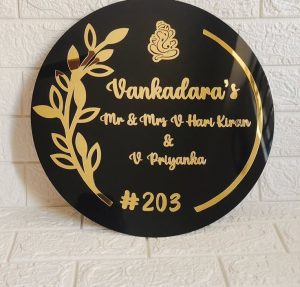 Vankadara's
Mr & Mrs V Hari Kiran
&
V Priyanka
#203